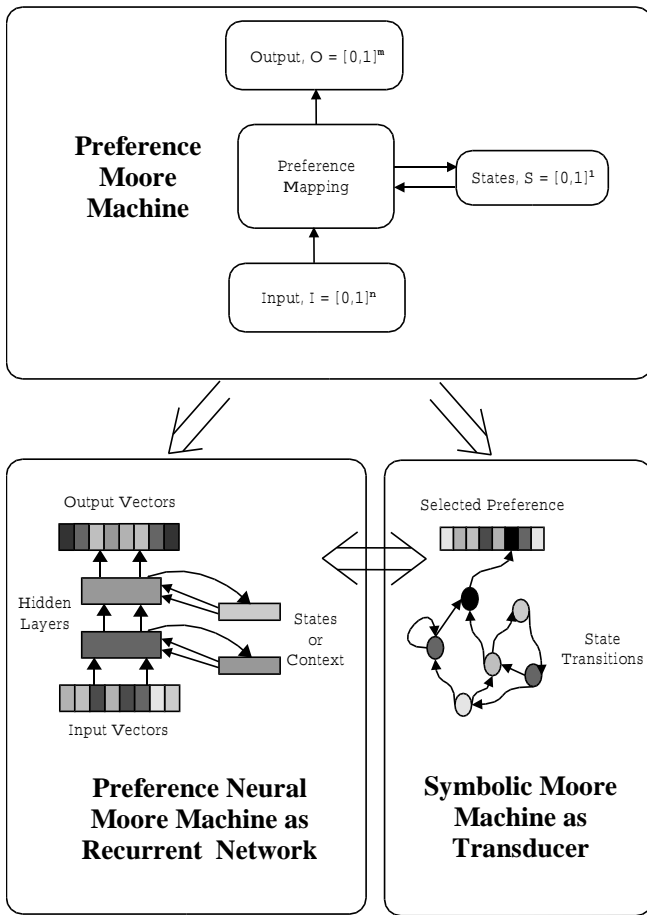 Output, O = [0,1]ᵐ
Preference
Moore
Machine
Preference
Mapping
States, S = [0,1]ˡ
Input, I = [0,1]ⁿ
Output Vectors
Hidden
Layers
States
or
Context
Input Vectors
Preference Neural
Moore Machine as
Recurrent Network
Selected Preference
State
Transitions
Symbolic Moore
Machine as
Transducer